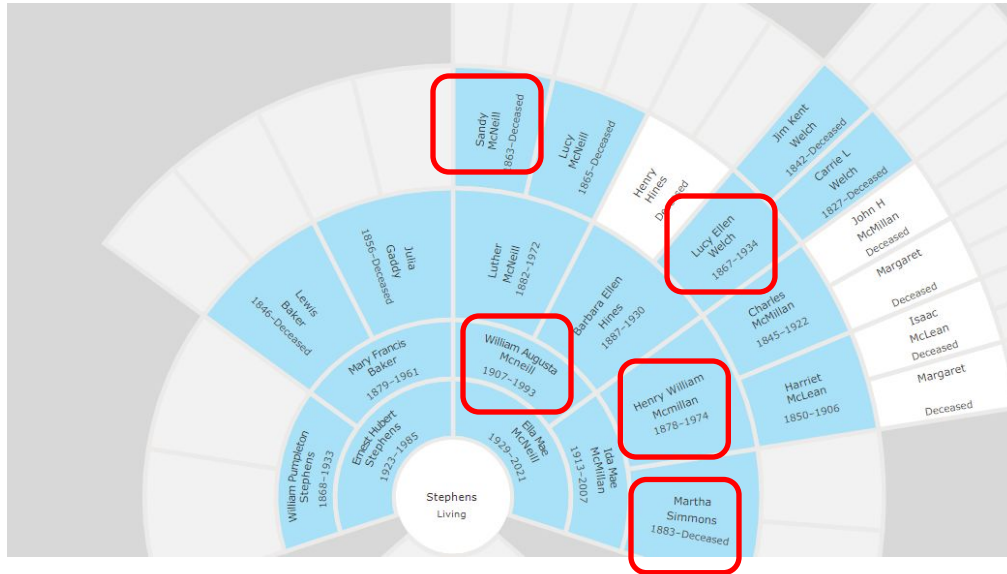 Sandy
McNeill
1863–Deceased
Lucy
McNeill
1865–Deceased
Henry
Hines
Deceased
Jim Kent
Welch
1842–Deceased
Carrie L
Welch
1827–Deceased
Lucy Ellen
Welch
1867–1934
John H
McMillan
Deceased
Margaret
Deceased
Isaac
McLean
Deceased
Margaret
Deceased
Lewis
Baker
1846–Deceased
Julia
Gaddy
1856–Deceased
Luther
McNeill
1882–1972
Barbara Ellen
Hines
1887–1930
Charles
McMillan
1845–1922
Harriet
McLean
1850–1906
William Pumpleton
Stephens
1868–1933
Mary Francis
Baker
1879–1961
William Augusta
Mcneill
1907–1993
Henry William
Mcmillan
1878–1974
Ernest Hubert
Stephens
1923–1985
Ella Mae
McNeill
1929–2021
Ida Mae
McMillan
1913–2007
Martha
Simmons
1883–Deceased
Stephens
Living